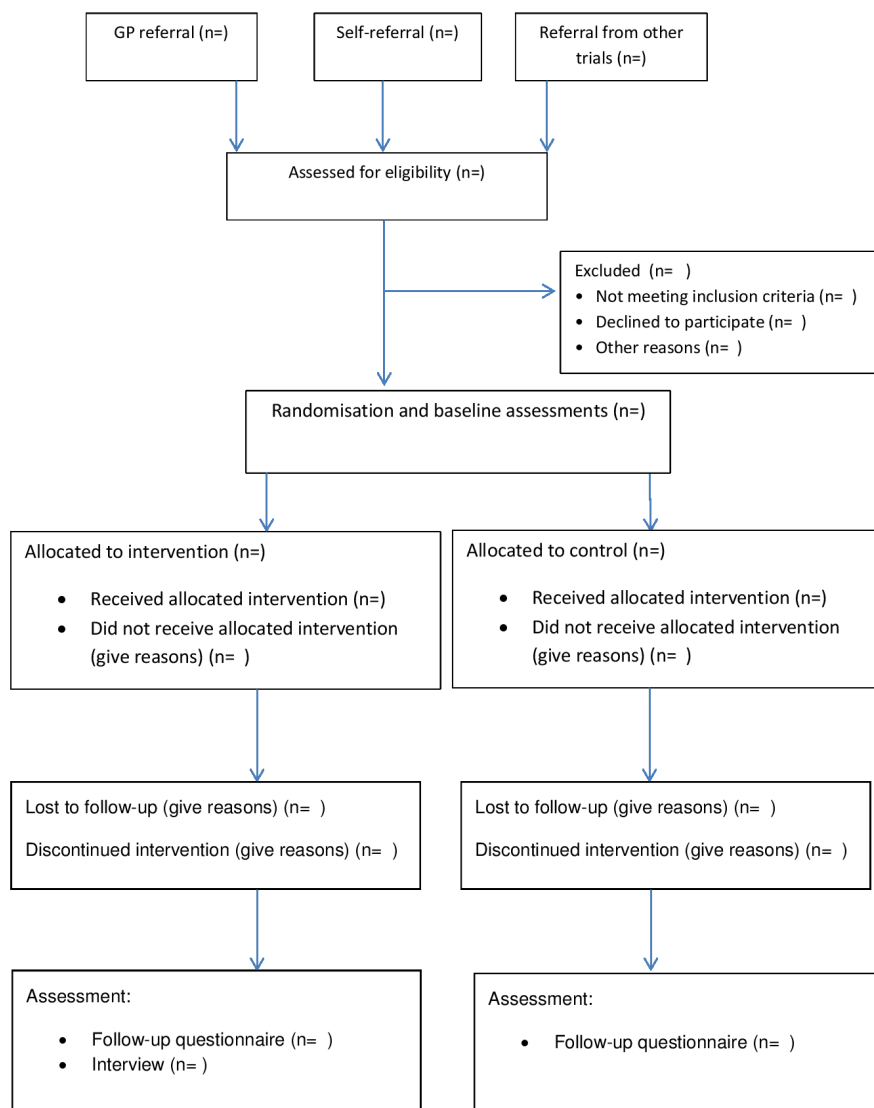 GP referral (n=)
Self-referral (n=)
Referral from other
trials (n=)
Assessed for eligibility (n=)
Excluded  (n=  )
• Not meeting inclusion criteria (n=  )
• Declined to participate (n=  )
• Other reasons (n=  )
Randomisation and baseline assessments (n=)
Allocated to intervention (n=)
• Received allocated intervention (n=)
• Did not receive allocated intervention
(give reasons) (n=  )
Allocated to control (n=)
• Received allocated intervention (n=)
• Did not receive allocated intervention
(give reasons) (n=  )
Lost to follow-up (give reasons) (n=  )
Discontinued intervention (give reasons) (n=  )
Lost to follow-up (give reasons) (n=  )
Discontinued intervention (give reasons) (n=  )
Assessment:
• Follow-up questionnaire (n=  )
• Interview (n= )
Assessment:
• Follow-up questionnaire (n=  )